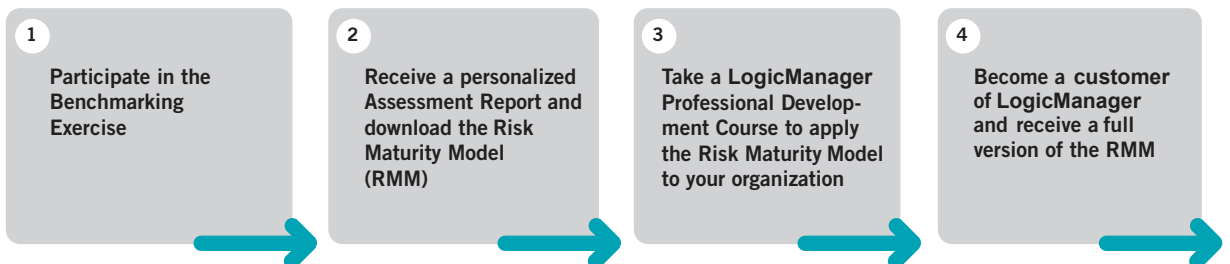 1
Participate in the
Benchmarking
Exercise
2
Receive a personalized
Assessment Report and
download the Risk
Maturity Model
(RMM)
3
Take a LogicManager
Professional Develop-
ment Course to apply
the Risk Maturity Model
to your organization
4
Become a customer
of LogicManager
and receive a full
version of the RMM